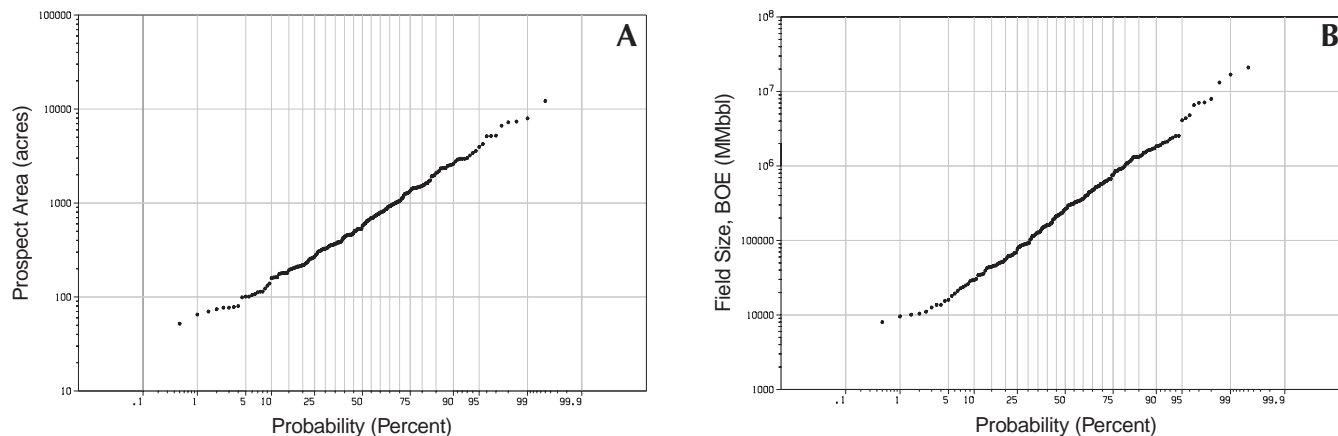 A
Prospect Area (acres)
100000
10000
1000
100
10
.1 1 5 10 25 50 75 90 95 99 99.9
Probability (Percent)
B
Field Size, BOE (MMbbl)
10⁸
10⁷
10⁶
100000
10000
1000
.1 1 5 10 25 50 75 90 95 99 99.9
Probability (Percent)